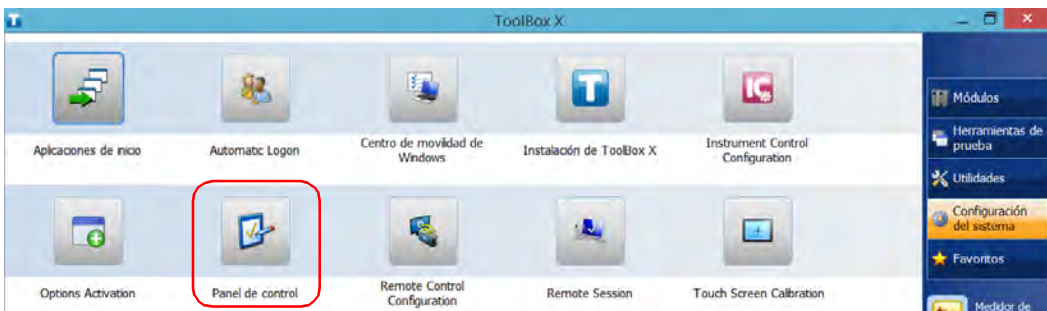 ToolBox X
Aplicaciones de inicio
Automatic Logon
Centro de movilidad de
Windows
Instalación de ToolBox X
Instrument Control
Configuration
Options Activation
Panel de control
Remote Control
Configuration
Remote Session
Touch Screen Calibration
Módulos
Herramientas de
prueba
Utilidades
Configuración
del sistema
Favoritos
Medidor de